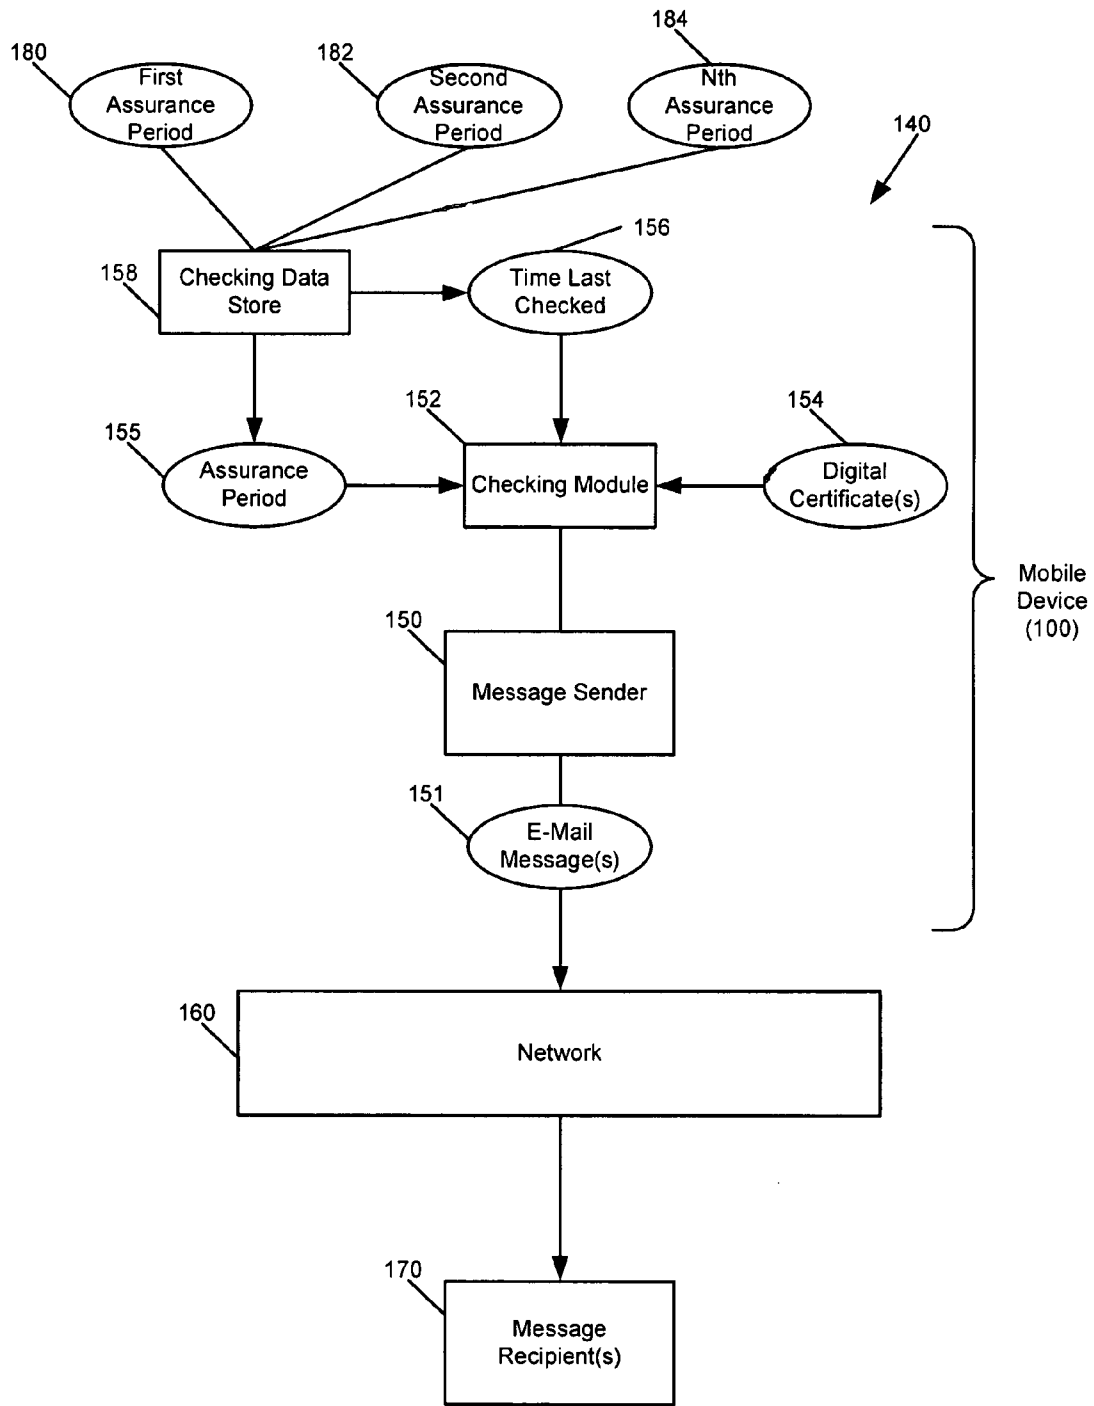 180
First
Assurance
Period
182
Second
Assurance
Period
184
Nth
Assurance
Period
140
158
Checking Data
Store
156
Time Last
Checked
155
Assurance
Period
152
Checking Module
154
Digital
Certificate(s)
Mobile
Device
(100)
150
Message Sender
151
E-Mail
Message(s)
160
Network
170
Message
Recipient(s)